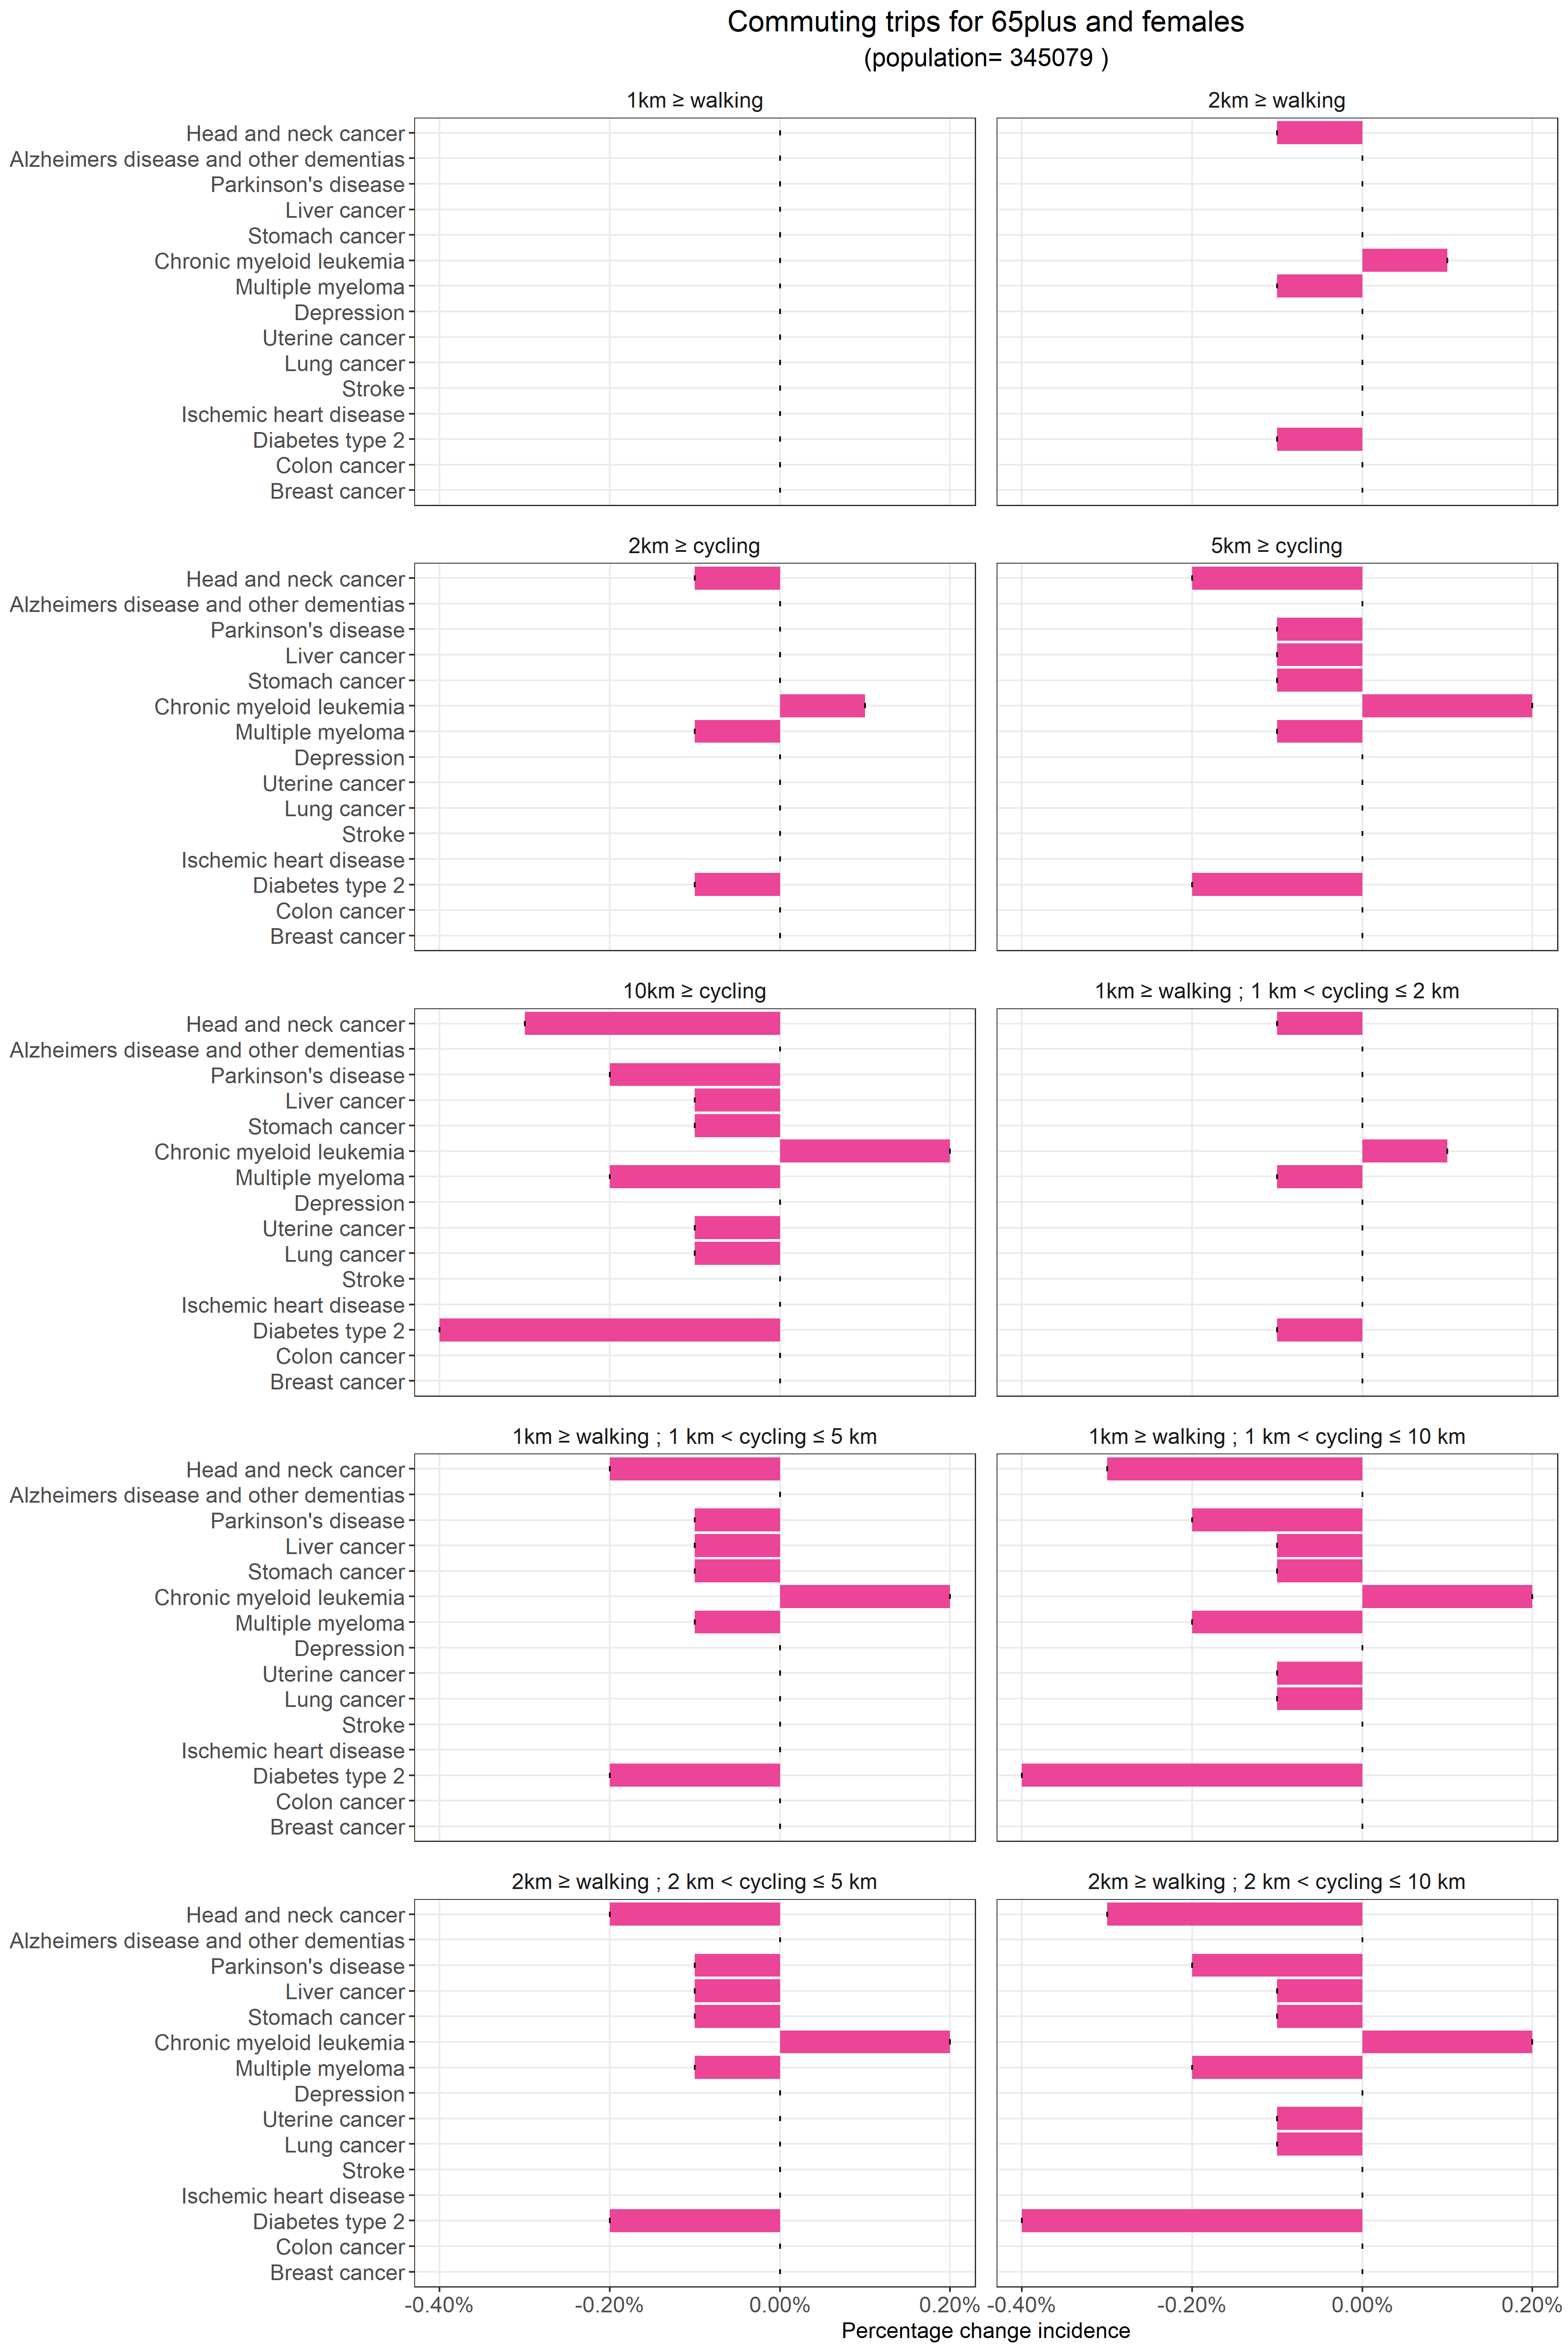 Commuting trips for 65plus and females
(population= 345079 )
1km ≥ walking
2km ≥ walking
Head and neck cancer
Alzheimers disease and other dementias
Parkinson's disease
Liver cancer
Stomach cancer
Chronic myeloid leukemia
Multiple myeloma
Depression
Uterine cancer
Lung cancer
Stroke
Ischemic heart disease
Diabetes type 2
Colon cancer
Breast cancer
2km ≥ cycling
5km ≥ cycling
Head and neck cancer
Alzheimers disease and other dementias
Parkinson's disease
Liver cancer
Stomach cancer
Chronic myeloid leukemia
Multiple myeloma
Depression
Uterine cancer
Lung cancer
Stroke
Ischemic heart disease
Diabetes type 2
Colon cancer
Breast cancer
10km ≥ cycling
1km ≥ walking ; 1 km < cycling ≤ 2 km
Head and neck cancer
Alzheimers disease and other dementias
Parkinson's disease
Liver cancer
Stomach cancer
Chronic myeloid leukemia
Multiple myeloma
Depression
Uterine cancer
Lung cancer
Stroke
Ischemic heart disease
Diabetes type 2
Colon cancer
Breast cancer
1km ≥ walking ; 1 km < cycling ≤ 5 km
1km ≥ walking ; 1 km < cycling ≤ 10 km
Head and neck cancer
Alzheimers disease and other dementias
Parkinson's disease
Liver cancer
Stomach cancer
Chronic myeloid leukemia
Multiple myeloma
Depression
Uterine cancer
Lung cancer
Stroke
Ischemic heart disease
Diabetes type 2
Colon cancer
Breast cancer
2km ≥ walking ; 2 km < cycling ≤ 5 km
2km ≥ walking ; 2 km < cycling ≤ 10 km
Head and neck cancer
Alzheimers disease and other dementias
Parkinson's disease
Liver cancer
Stomach cancer
Chronic myeloid leukemia
Multiple myeloma
Depression
Uterine cancer
Lung cancer
Stroke
Ischemic heart disease
Diabetes type 2
Colon cancer
Breast cancer
-0.40% -0.20% 0.00% 0.20% -0.40% -0.20% 0.00% 0.20%
Percentage change incidence